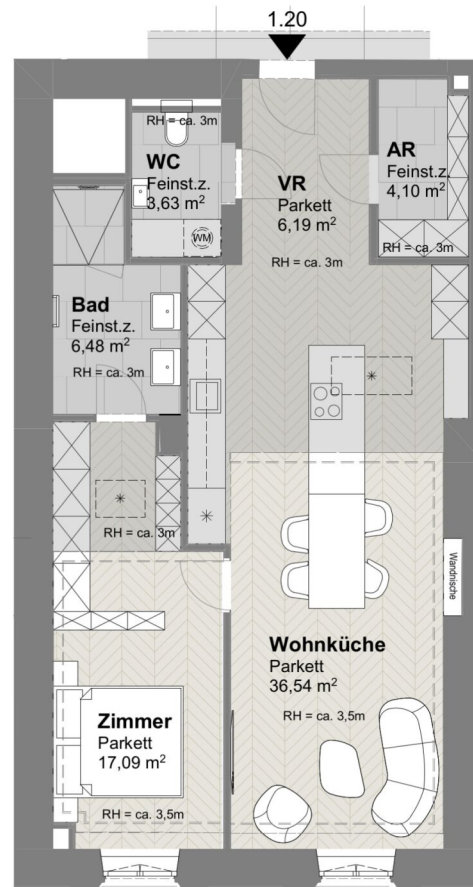 1.20
RH = ca. 3m
WC
Feinst.z.
3,63 m²
WM
VR
Parkett
6,19 m²
RH = ca. 3m
AR
Feinst.z.
4,10 m²
RH = ca. 3m
Bad
Feinst.z.
6,48 m²
RH = ca. 3m
RH = ca. 3m
Wandnische
Wohnküche
Parkett
36,54 m²
RH = ca. 3,5m
Zimmer
Parkett
17,09 m²
RH = ca. 3,5m